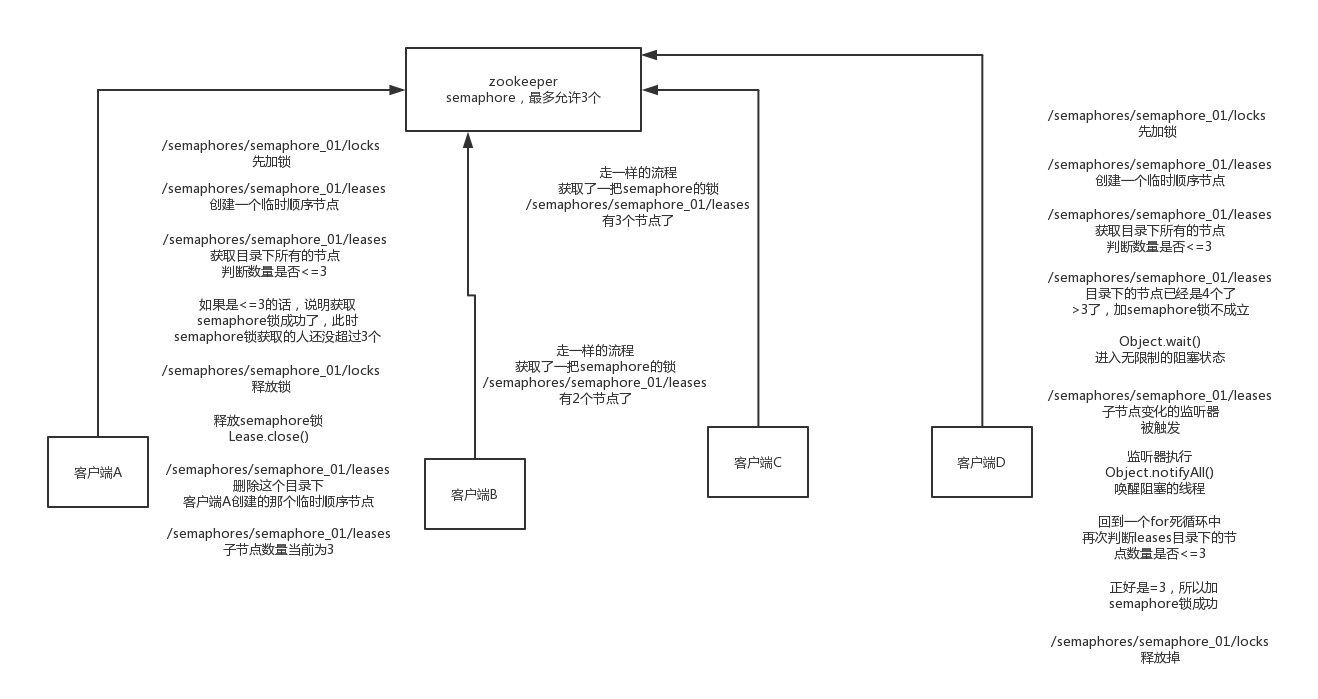 zookeeper
semaphore，最多允许3个
/semaphores/semaphore_01/locks
先加锁
/semaphores/semaphore_01/leases
创建一个临时顺序节点
/semaphores/semaphore_01/leases
获取目录下所有的节点
判断数量是否<=3
如果是<=3的话，说明获取
semaphore锁成功了，此时
semaphore锁获取的人还没超过3个
/semaphores/semaphore_01/locks
释放锁
释放semaphore锁
Lease.close()
/semaphores/semaphore_01/leases
删除这个目录下
客户端A创建的那个临时顺序节点
/semaphores/semaphore_01/leases
子节点数量当前为3
客户端A
走一样的流程
获取了一把semaphore的锁
/semaphores/semaphore_01/leases
有3个节点了
走一样的流程
获取了一把semaphore的锁
/semaphores/semaphore_01/leases
有2个节点了
客户端B
客户端C
客户端D
/semaphores/semaphore_01/locks
先加锁
/semaphores/semaphore_01/leases
创建一个临时顺序节点
/semaphores/semaphore_01/leases
获取目录下所有的节点
判断数量是否<=3
/semaphores/semaphore_01/leases
目录下的节点已经是4个了
>3了，加semaphore锁不成立
Object.wait()
进入无限制的阻塞状态
/semaphores/semaphore_01/leases
子节点变化的监听器
被触发
监听器执行
Object.notifyAll()
唤醒阻塞的线程
回到一个for死循环中
再次判断leases目录下的节
点数量是否<=3
正好是=3，所以加
semaphore锁成功
/semaphores/semaphore_01/locks
释放掉